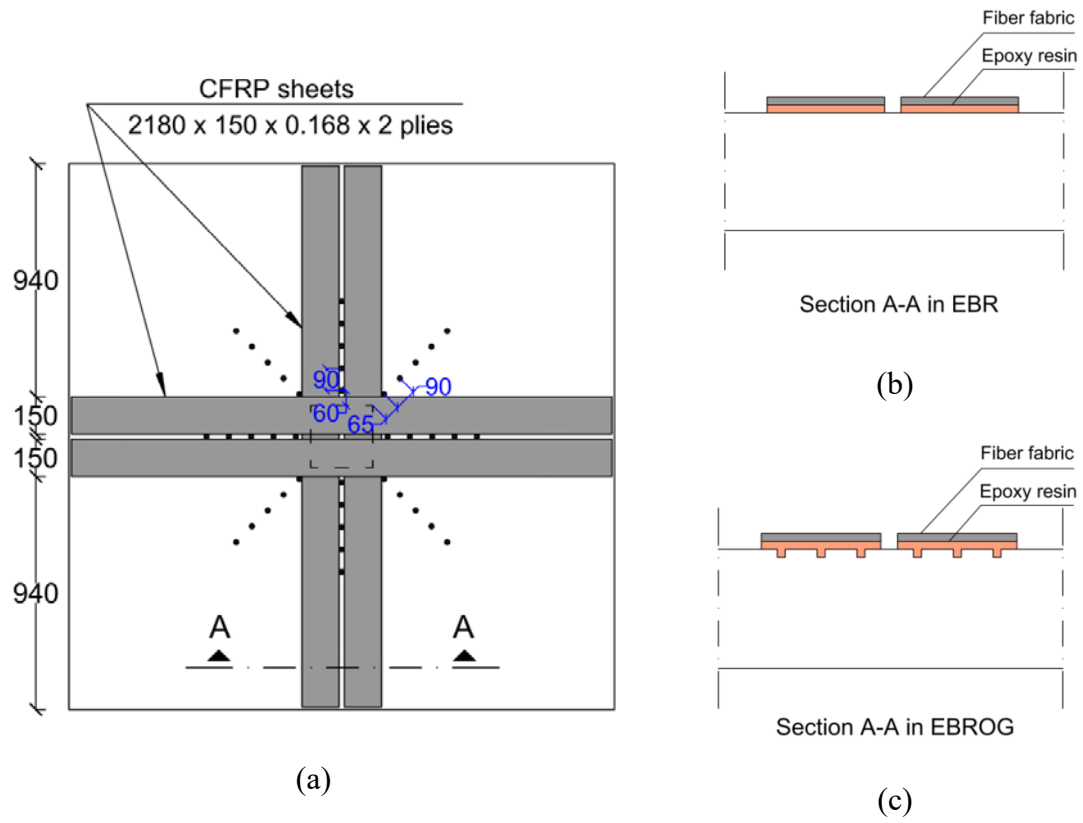 CFRP sheets
2180 x 150 x 0.168 x 2 plies
940
150
150
940
90
60
65
90
A
A
(a)
Fiber fabric
Epoxy resin
Section A-A in EBR
(b)
Fiber fabric
Epoxy resin
Section A-A in EBROG
(c)